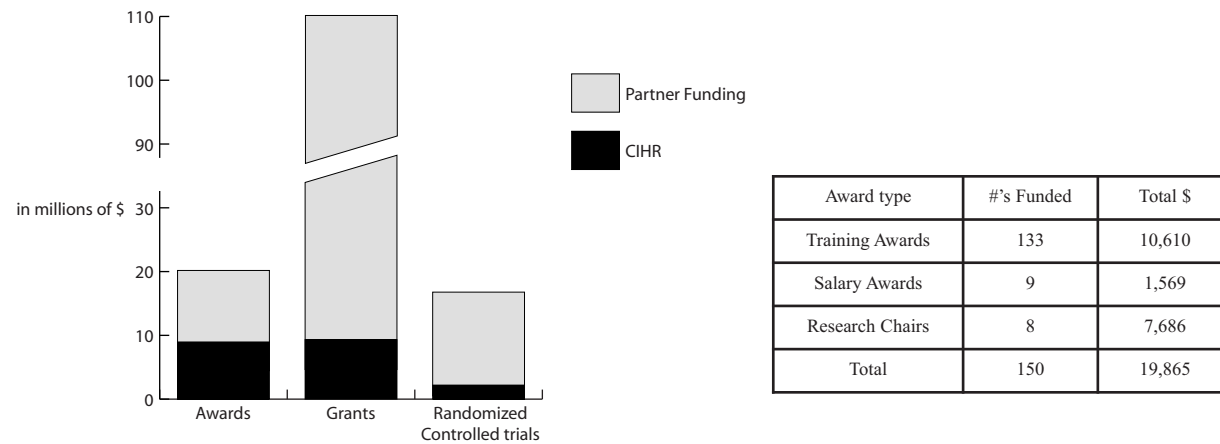 110
100
90
in millions of $
30
20
10
0
Awards
Grants
Randomized
Controlled trials
Partner Funding
CIHR
Award type #'s Funded Total $
Training Awards 133 10,610
Salary Awards 9 1,569
Research Chairs 8 7,686
Total 150 19,865